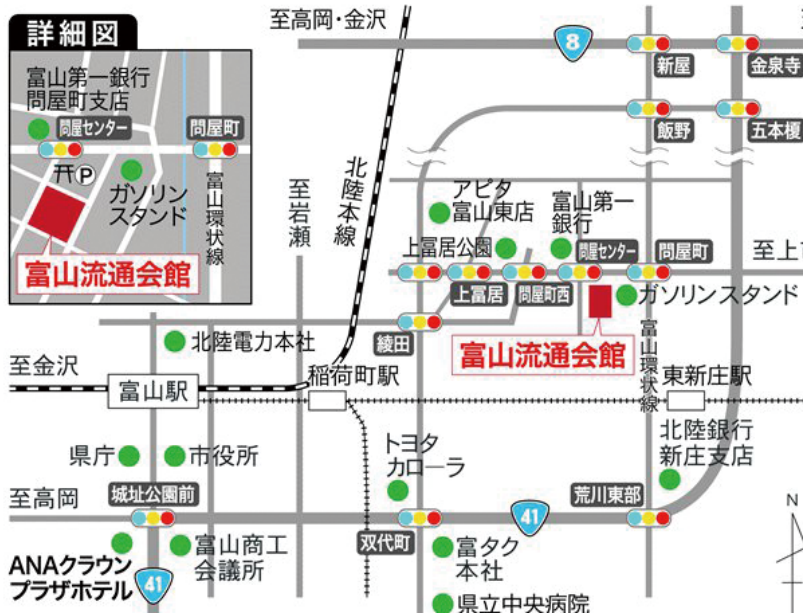 詳細図
富山第一銀行
問屋町支店
問屋センター
問屋町
P
ガソリン
スタンド
富山環状線
富山流通会館
至高岡・金沢
8
新屋
金泉寺
飯野
五本榎
北陸本線
至岩瀬
アピタ
富山東店
富山第一
銀行
上冨居公園
問屋センター
問屋町
上冨居
問屋町西
ガソリンスタンド
綾田
富山流通会館
富山環状線
北陸電力本社
至金沢
富山駅
稲荷町駅
東新庄駅
県庁
市役所
トヨタ
カローラ
北陸銀行
新庄支店
至高岡
城址公園前
41
荒川東部
双代町
ANAクラウン
プラザホテル
41
富山商工
会議所
富タク
本社
県立中央病院
N